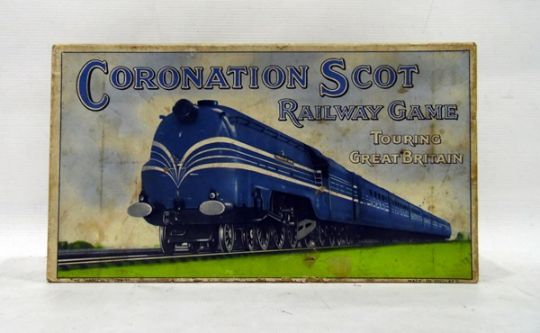 CORONATION SCOT
RAILWAY GAME
TOURING
GREAT BRITAIN